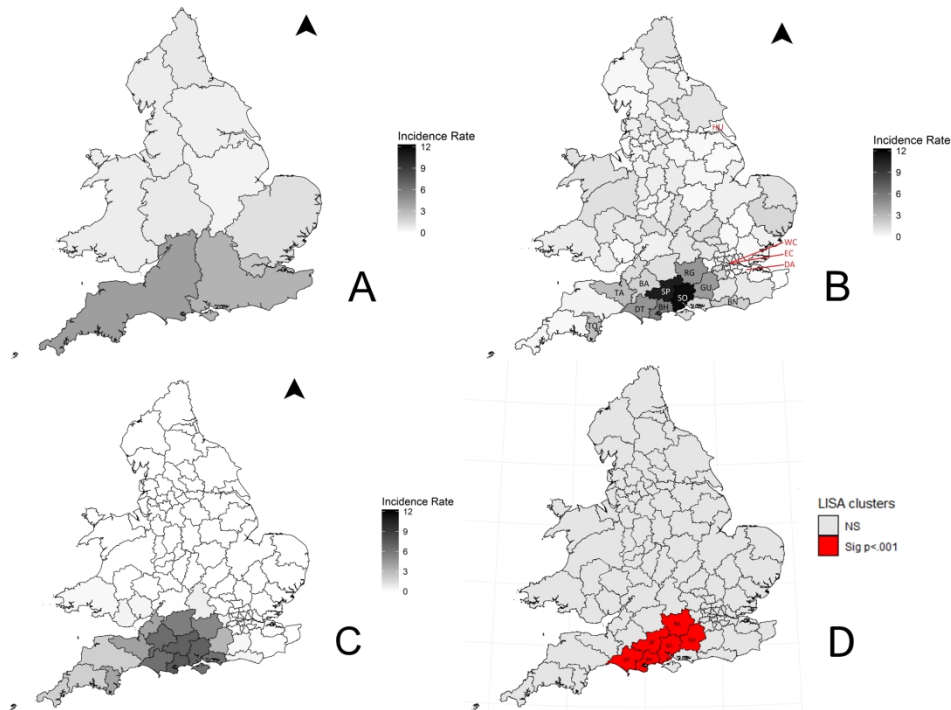 Incidence Rate
12
9
6
3
0
A
HU
Incidence Rate
12
9
6
3
0
WC
EC
DA
RG
BA
SP
GU
TA
SO
DT
BH
BN
TQ
B
Incidence Rate
12
9
6
3
0
C
LISA clusters
NS
Sig p<.001
RG
D